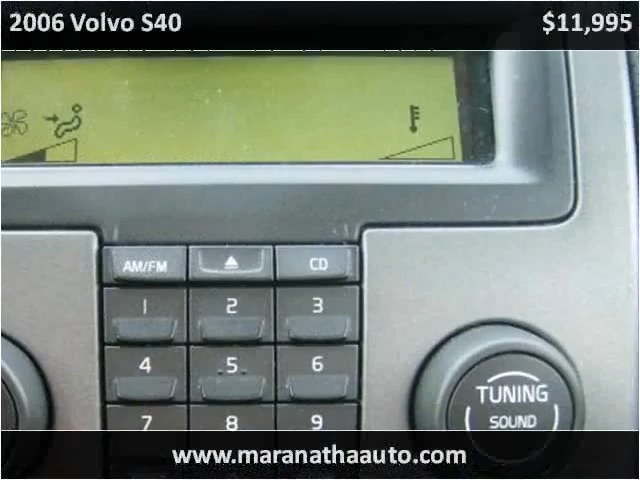 2006 Volvo S40 $11,995
AM/FM CD
1 2 3
4 5 6
7 8 9
TUNING
SOUND
www.maranathaauto.com